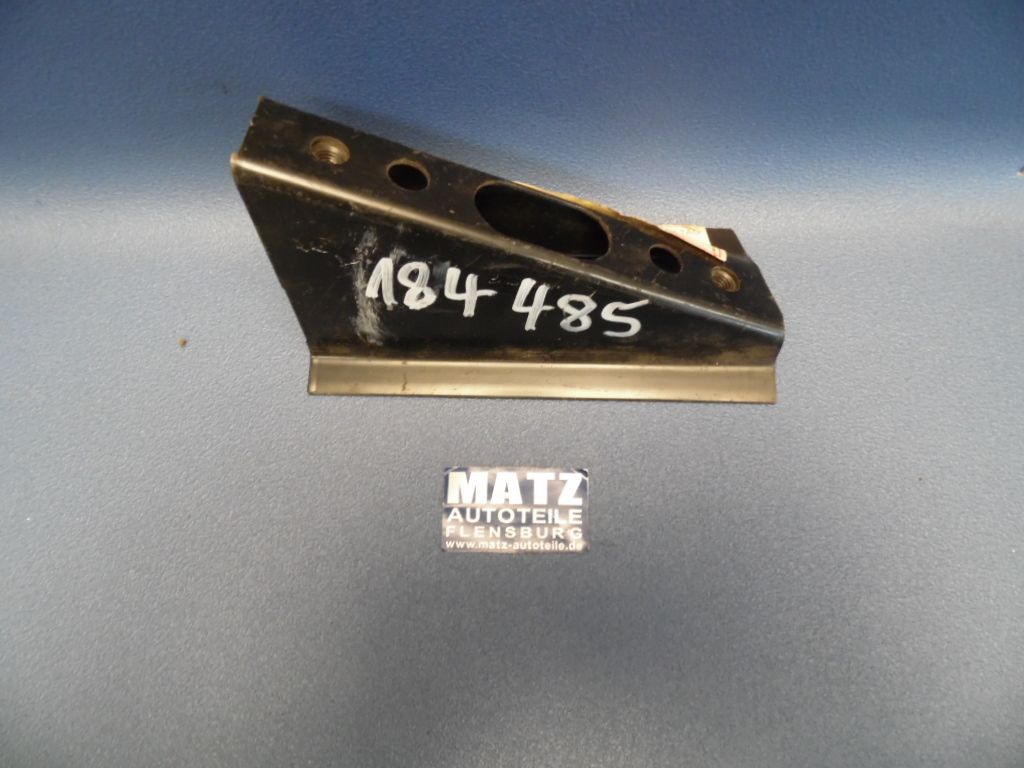 184 485
MATZ
AUTOTEILE
FLENSBURG
www.matz-autoteile.de